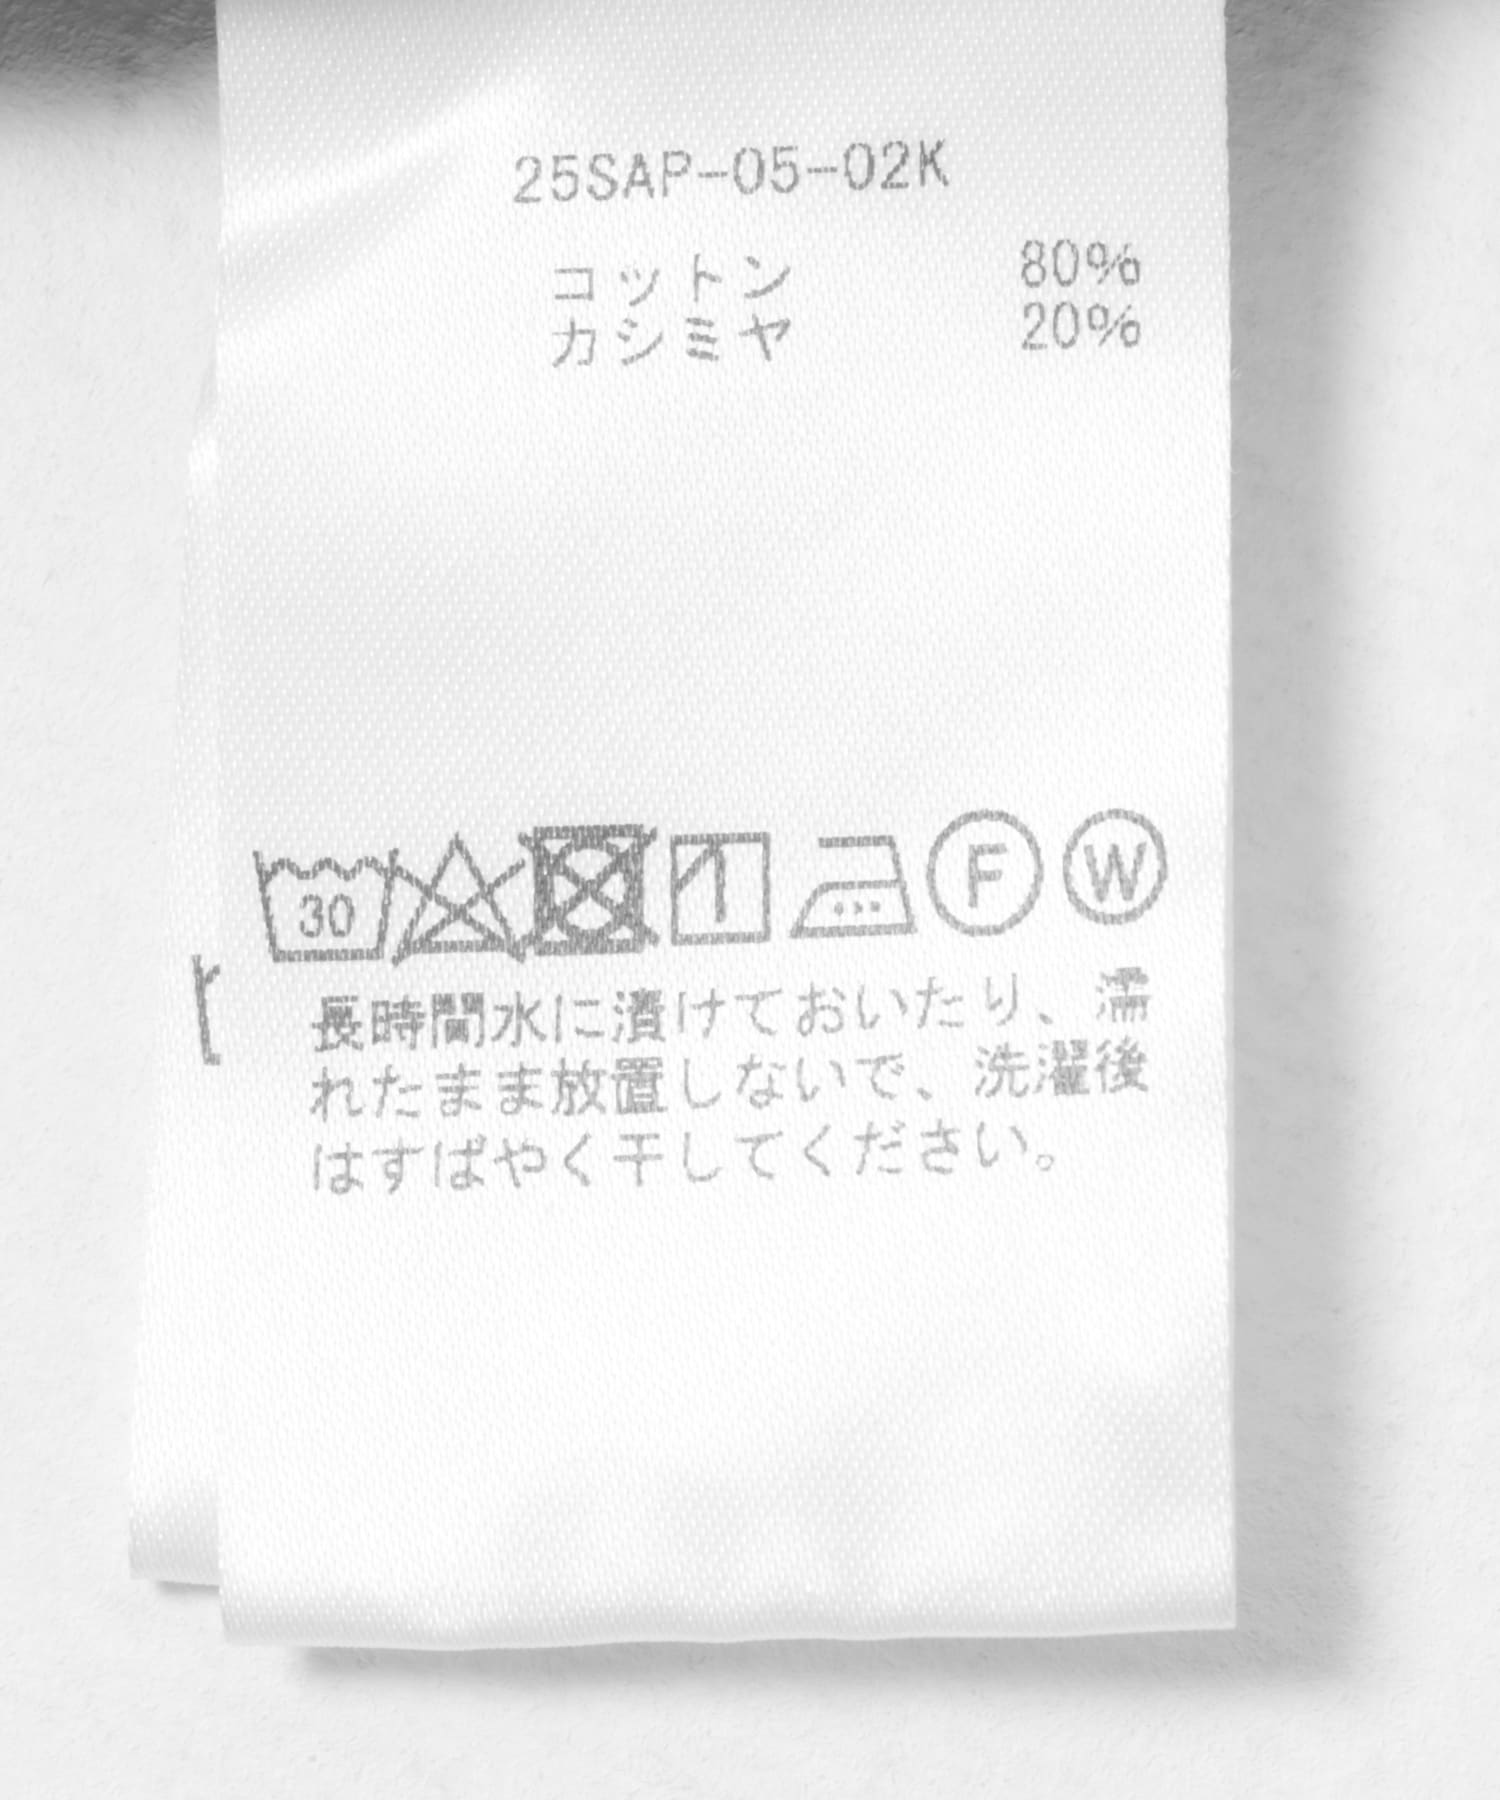 25SAP-05-02K
コットン 80%
カシミヤ 20%
30 F W
長時間水に漬けておいたり、濡
れたまま放置しないで、洗濯後
はすばやく干してください。